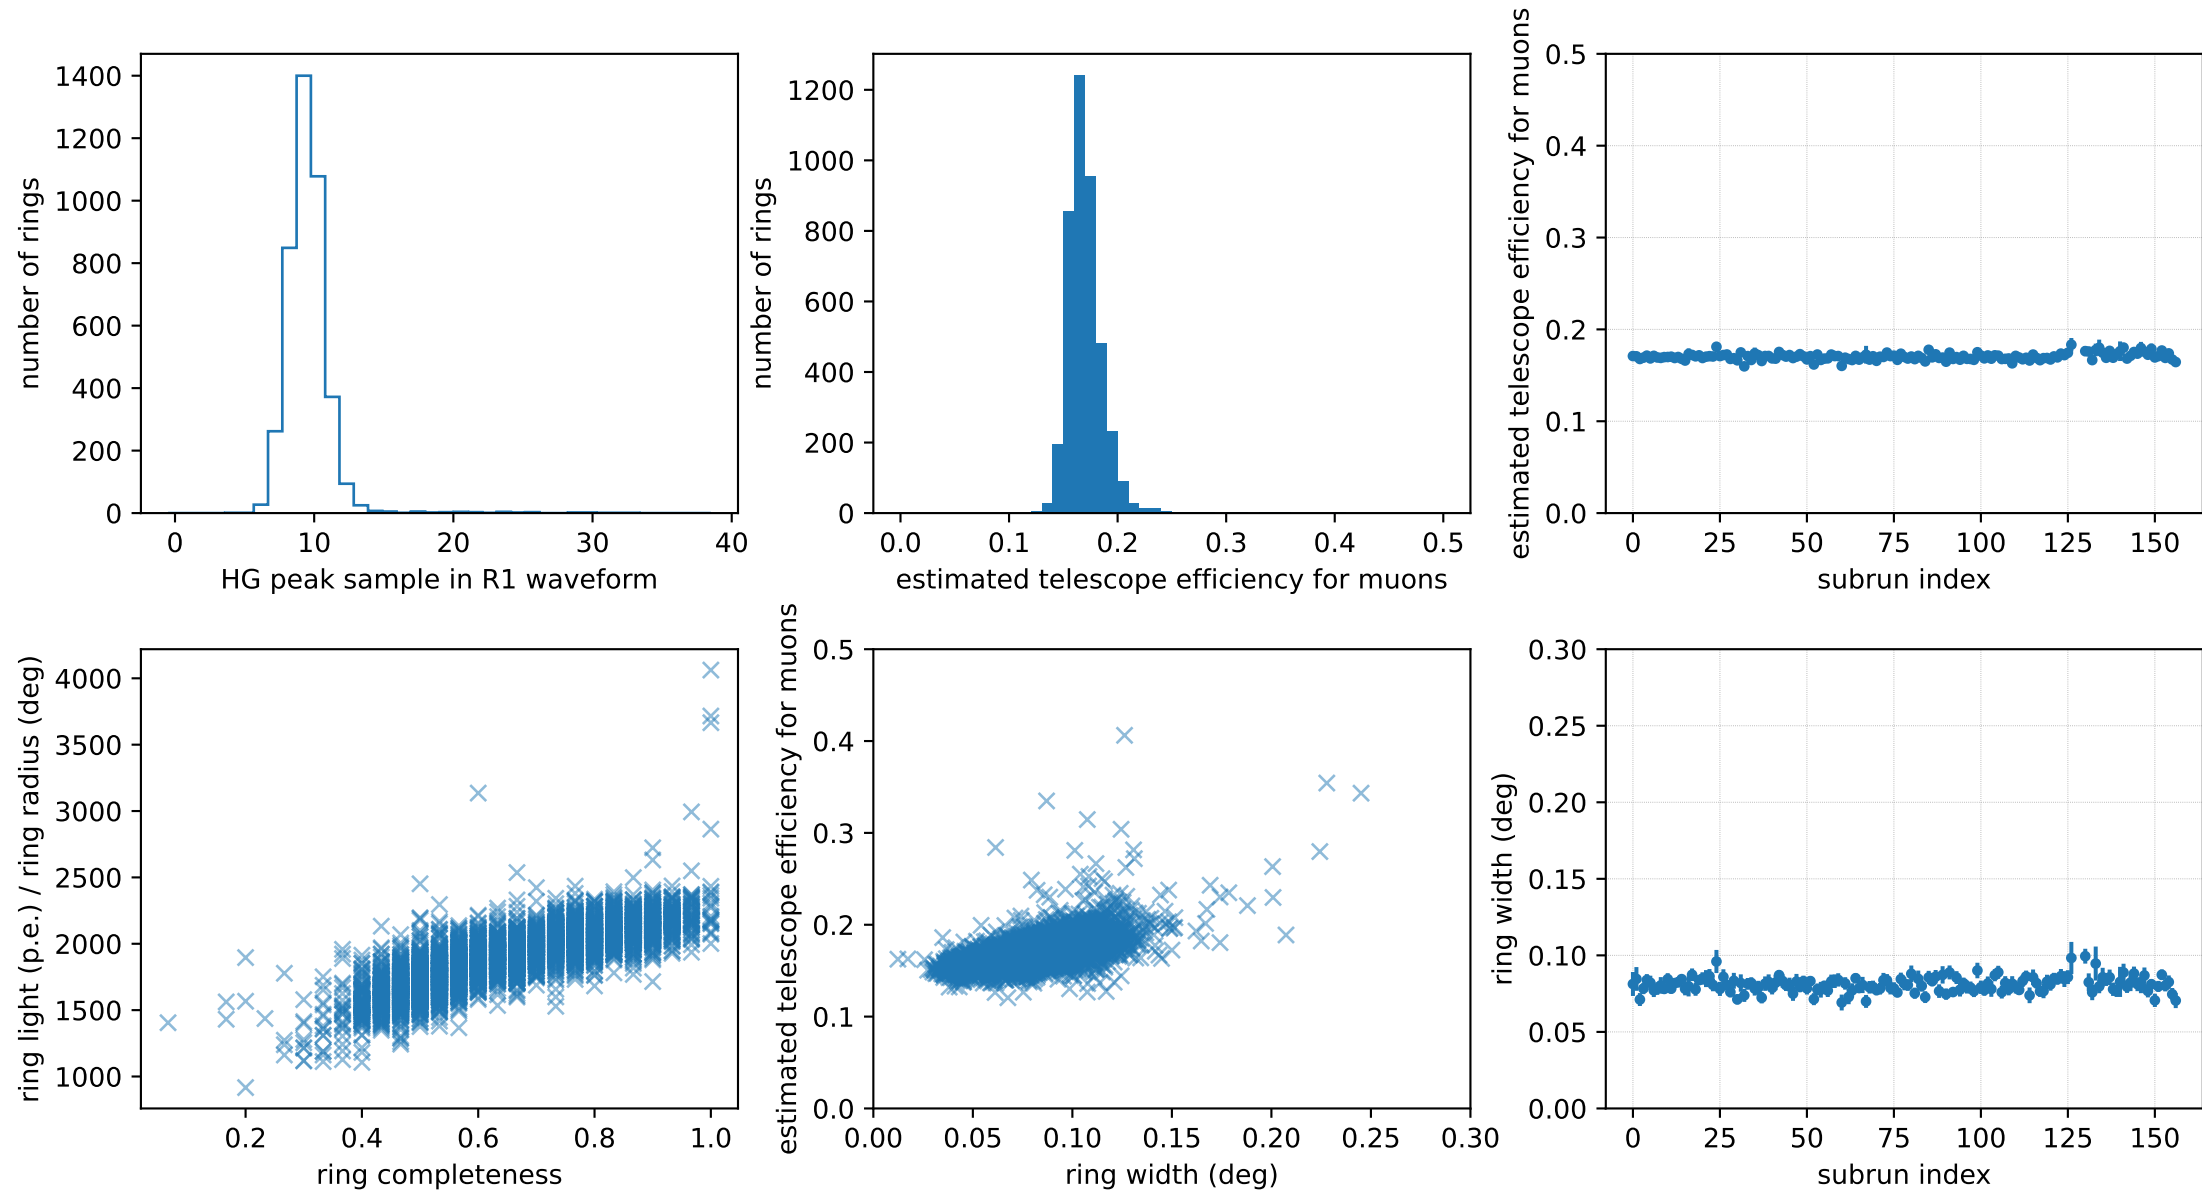 number of rings
1400
1200
1000
800
600
400
200
0
0 10 20 30 40
HG peak sample in R1 waveform
number of rings
1200
1000
800
600
400
200
0
0.0 0.1 0.2 0.3 0.4 0.5
estimated telescope efficiency for muons
estimated telescope efficiency for muons
0.5
0.4
0.3
0.2
0.1
0.0
0 25 50 75 100 125 150
subrun index
ring light (p.e.) / ring radius (deg)
4000
3500
3000
2500
2000
1500
1000
0.2 0.4 0.6 0.8 1.0
ring completeness
estimated telescope efficiency for muons
0.5
0.4
0.3
0.2
0.1
0.0
0.00 0.05 0.10 0.15 0.20 0.25 0.30
ring width (deg)
ring width (deg)
0.30
0.25
0.20
0.15
0.10
0.05
0.00
0 25 50 75 100 125 150
subrun index